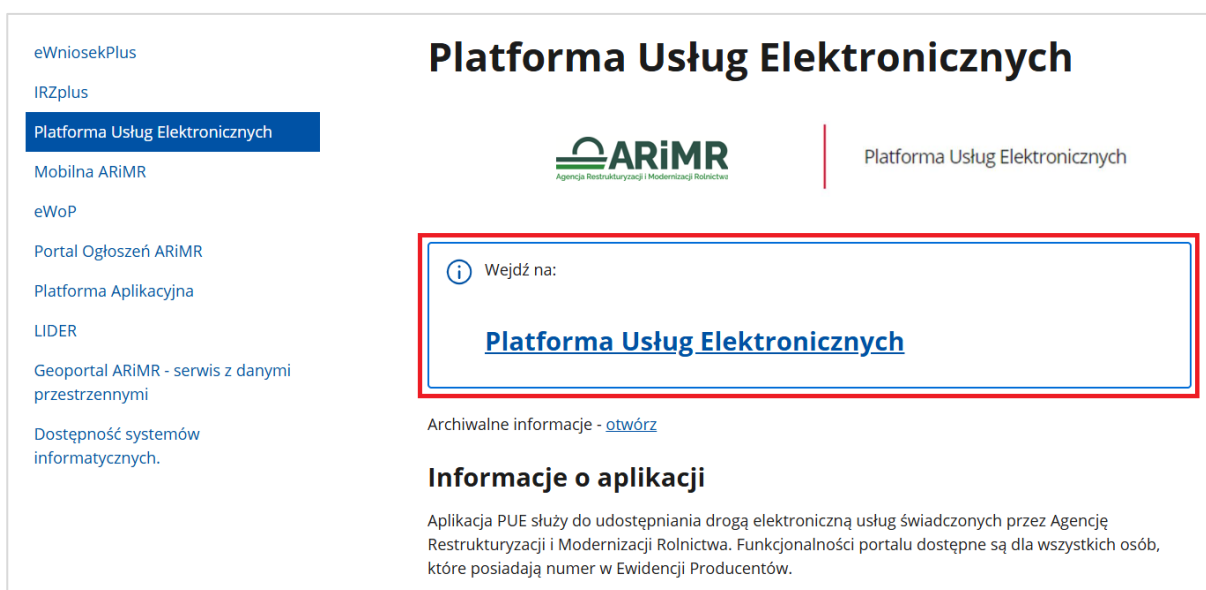 eWniosekPlus
IRZplus
Platforma Usług Elektronicznych
Mobilna ARiMR
eWoP
Portal Ogłoszeń ARiMR
Platforma Aplikacyjna
LIDER
Geoportal ARiMR - serwis z danymi
przestrzennymi
Dostępność systemów
informatycznych.
Platforma Usług Elektronicznych
ARiMR
Agencja Restrukturyzacji i Modernizacji Rolnictwa
Platforma Usług Elektronicznych
Wejdź na:
Platforma Usług Elektronicznych
Archiwalne informacje - otwórz
Informacje o aplikacji
Aplikacja PUE służy do udostępniania drogą elektroniczną usług świadczonych przez Agencję
Restrukturyzacji i Modernizacji Rolnictwa. Funkcjonalności portalu dostępne są dla wszystkich osób,
które posiadają numer w Ewidencji Producentów.